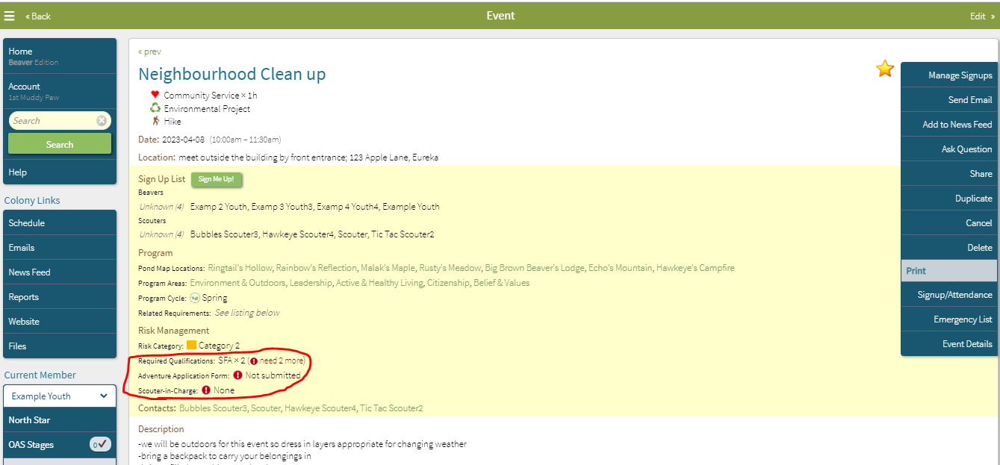 « Back
Event
Edit »
Home
Beaver Edition
Account
1st Muddy Paw
Search
Search
Help
Colony Links
Schedule
Emails
News Feed
Reports
Website
Files
Current Member
Example Youth
North Star
OAS Stages 0
« prev
Neighbourhood Clean up
Community Service × 1h
Environmental Project
Hike
Date: 2023-04-08 (10:00am – 11:30am)
Location: meet outside the building by front entrance; 123 Apple Lane, Eureka
Sign Up List Sign Me Up!
Beavers
Unknown (4) Examp 2 Youth, Examp 3 Youth3, Examp 4 Youth4, Example Youth
Scouters
Unknown (4) Bubbles Scouter3, Hawkeye Scouter4, Scouter, Tic Tac Scouter2
Program
Pond Map Locations: Ringtail's Hollow, Rainbow's Reflection, Malak's Maple, Rusty's Meadow, Big Brown Beaver's Lodge, Echo's Mountain, Hawkeye's Campfire
Program Areas: Environment & Outdoors, Leadership, Active & Healthy Living, Citizenship, Belief & Values
Program Cycle: Spring
Related Requirements: See listing below
Risk Management
Risk Category: Category 2
Required Qualifications: SFA × 2 (need 2 more)
Adventure Application Form: Not submitted
Scouter-in-Charge: None
Contacts: Bubbles Scouter3, Scouter, Hawkeye Scouter4, Tic Tac Scouter2
Description
-we will be outdoors for this event so dress in layers appropriate for changing weather
-bring a backpack to carry your belongings in
Manage Signups
Send Email
Add to News Feed
Ask Question
Share
Duplicate
Cancel
Delete
Print
Signup/Attendance
Emergency List
Event Details